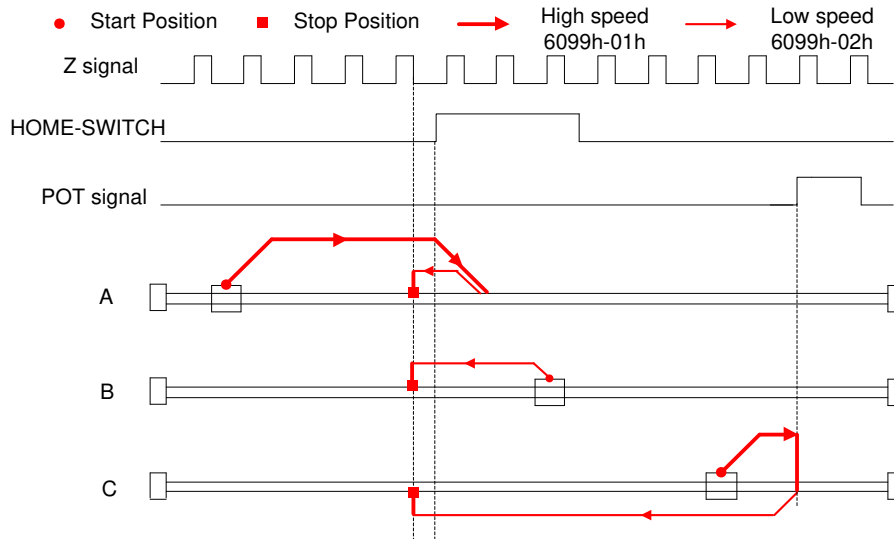 Start Position
Stop Position
High speed
6099h-01h
Low speed
6099h-02h
Z signal
HOME-SWITCH
POT signal
A
B
C